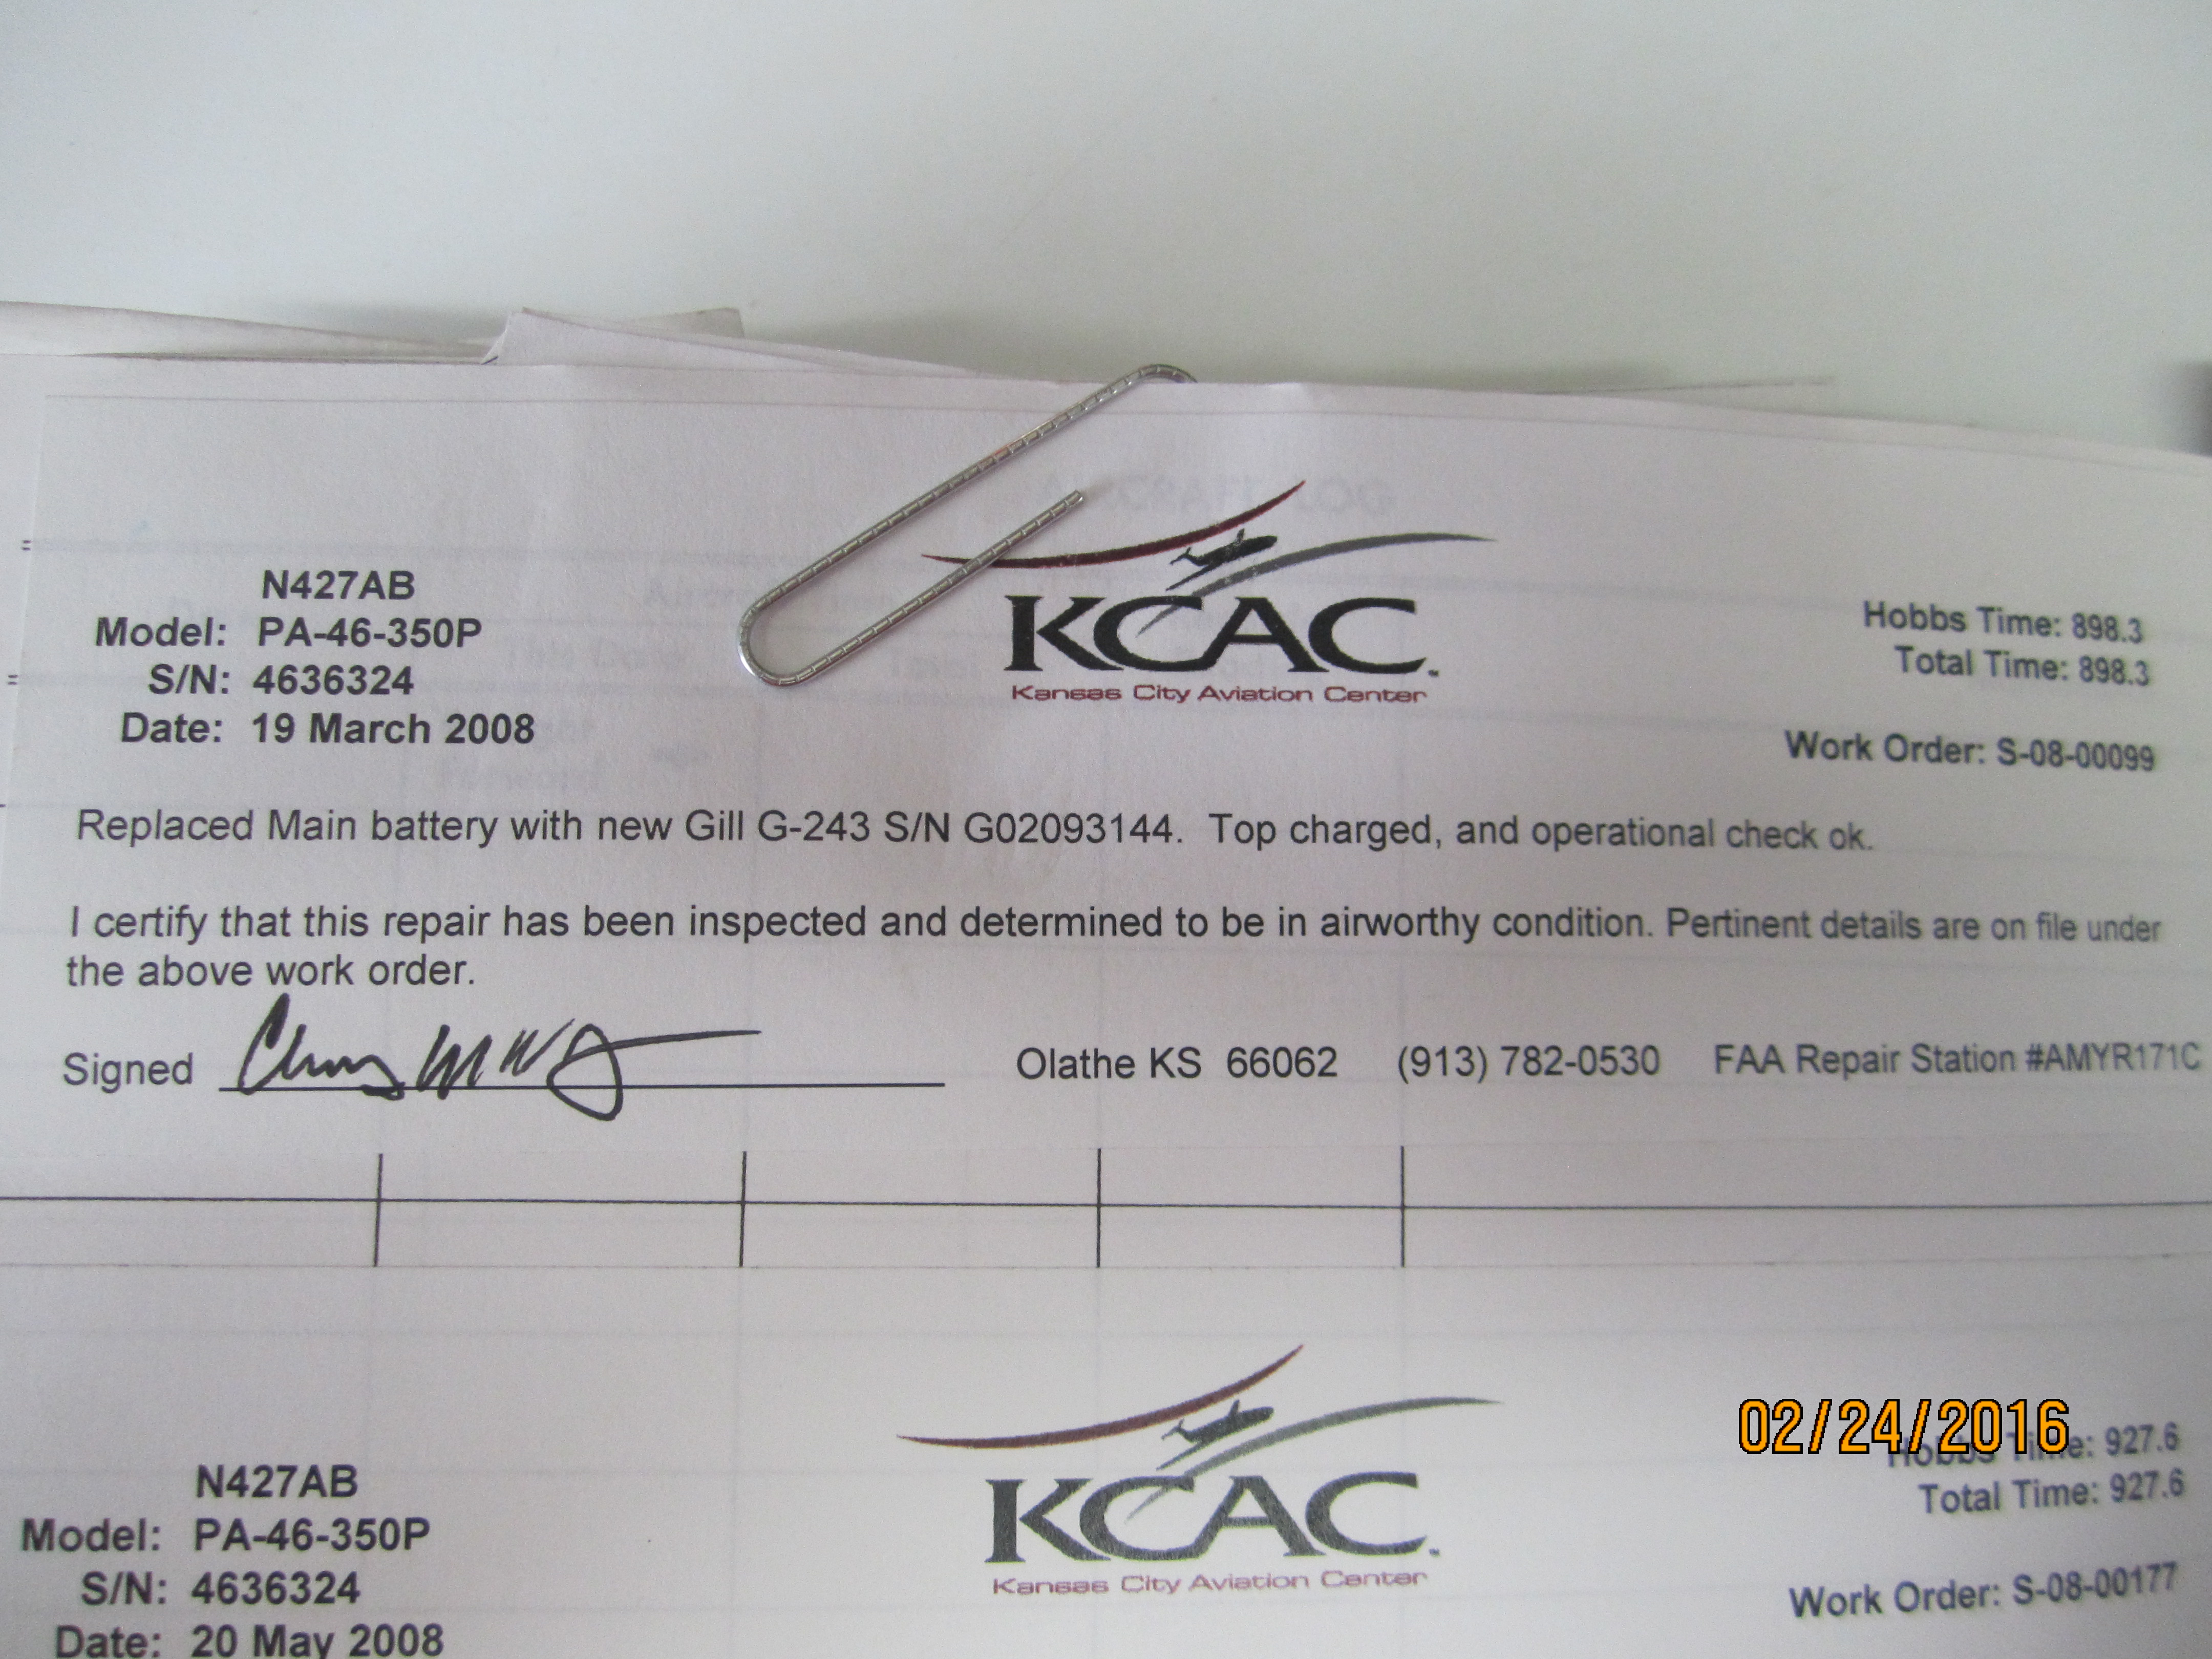 N427AB
Model: PA-46-350P
S/N: 4636324
Date: 19 March 2008
KCAC
Kansas City Aviation Center
Hobbs Time: 898.3
Total Time: 898.3
Work Order: S-08-00099
Replaced Main battery with new Gill G-243 S/N G02093144. Top charged, and operational check ok.
I certify that this repair has been inspected and determined to be in airworthy condition. Pertinent details are on file under
the above work order.
Signed
Olathe KS 66062 (913) 782-0530 FAA Repair Station #AMYR171C
N427AB
Model: PA-46-350P
S/N: 4636324
Date: 20 May 2008
KCAC
Kansas City Aviation Center
02/24/2016
Hobbs Time: 927.6
Total Time: 927.6
Work Order: S-08-00177